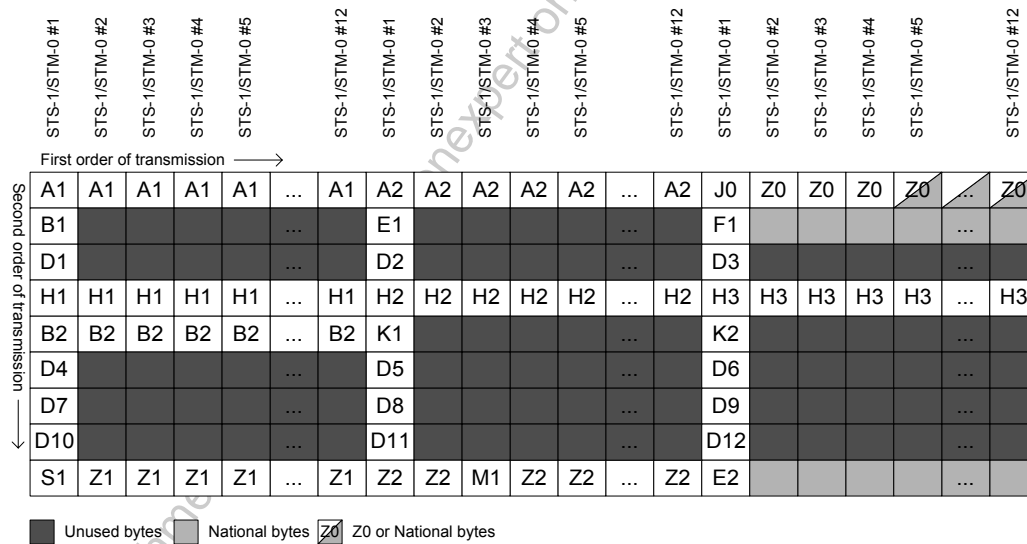 STS-1/STM-0 #1 STS-1/STM-0 #2 STS-1/STM-0 #3 STS-1/STM-0 #4 STS-1/STM-0 #5 STS-1/STM-0 #12 STS-1/STM-0 #1 STS-1/STM-0 #2 STS-1/STM-0 #3 STS-1/STM-0 #4 STS-1/STM-0 #5 STS-1/STM-0 #12 STS-1/STM-0 #1 STS-1/STM-0 #2 STS-1/STM-0 #3 STS-1/STM-0 #4 STS-1/STM-0 #5 STS-1/STM-0 #12
First order of transmission
Second order of transmission
A1 A1 A1 A1 A1 ... A1 A2 A2 A2 A2 A2 ... A2 J0 Z0 Z0 Z0 Z0 ... Z0
B1 ... E1 ... F1 ...
D1 ... D2 ... D3 ...
H1 H1 H1 H1 H1 ... H1 H2 H2 H2 H2 H2 ... H2 H3 H3 H3 H3 H3 ... H3
B2 B2 B2 B2 B2 ... B2 K1 ... K2 ...
D4 ... D5 ... D6 ...
D7 ... D8 ... D9 ...
D10 ... D11 ... D12 ...
S1 Z1 Z1 Z1 Z1 ... Z1 Z2 Z2 M1 Z2 Z2 ... Z2 E2 ...
Unused bytes National bytes Z0 Z0 or National bytes